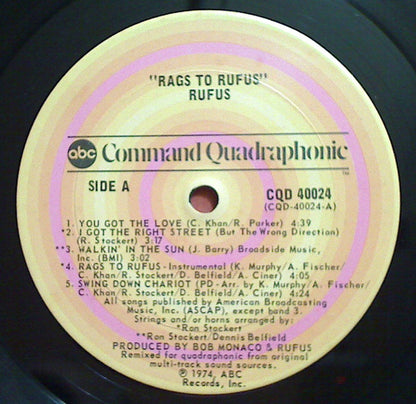 "RAGS TO RUFUS"
RUFUS
abc Command Quadraphonic
TM
SIDE A
CQD 40024
(CQD-40024-A)
1. YOU GOT THE LOVE (C. Khan/R. Parker) 4:39
*2. I GOT THE RIGHT STREET (But The Wrong Direction)
(R. Stockert) 3:17
**3. WALKIN' IN THE SUN (J. Barry) Broadside Music,
Inc. (BMI) 3:02
4. RAGS TO RUFUS - Instrumental (K. Murphy/A. Fischer/
C. Khan/R. Stockert/D. Belfield/A. Ciner) 4:05
5. SWING DOWN CHARIOT (PD - Arr. by K. Murphy/A. Fischer/
C. Khan/R. Stockert/D. Belfield/A. Ciner) 4:24
All songs published by American Broadcasting
Music, Inc. (ASCAP), except band 3.
Strings and/or horns arranged by:
*Ron Stockert
**Ron Stockert/Dennis Belfield
PRODUCED BY BOB MONACO & RUFUS
Remixed for quadraphonic from original
multi-track sound sources.
℗ 1974, ABC
Records, Inc.